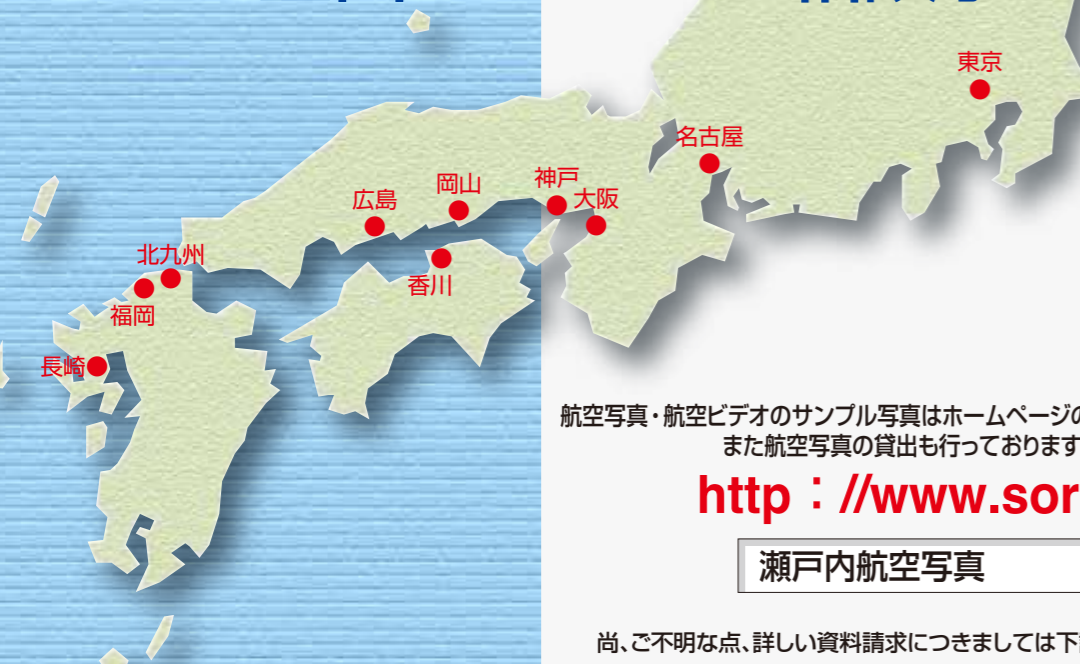 東京
名古屋
神戸
岡山
大阪
広島
北九州
香川
福岡
長崎
航空写真・航空ビデオのサンプル写真はホームページの
また航空写真の貸出も行っております
http：//www.sor
瀬戸内航空写真
尚、ご不明な点、詳しい資料請求につきましては下